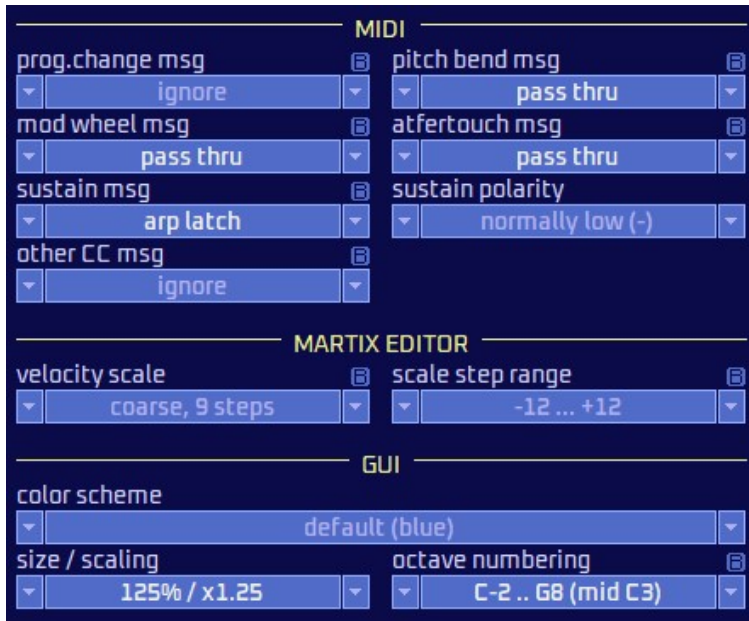 MIDI
prog.change msg pitch bend msg
ignore pass thru
mod wheel msg atfertouch msg
pass thru pass thru
sustain msg sustain polarity
arp latch normally low (-)
other CC msg
ignore
MARTIX EDITOR
velocity scale scale step range
coarse, 9 steps -12 ... +12
GUI
color scheme
default (blue)
size / scaling octave numbering
125% / x1.25 C-2 .. G8 (mid C3)